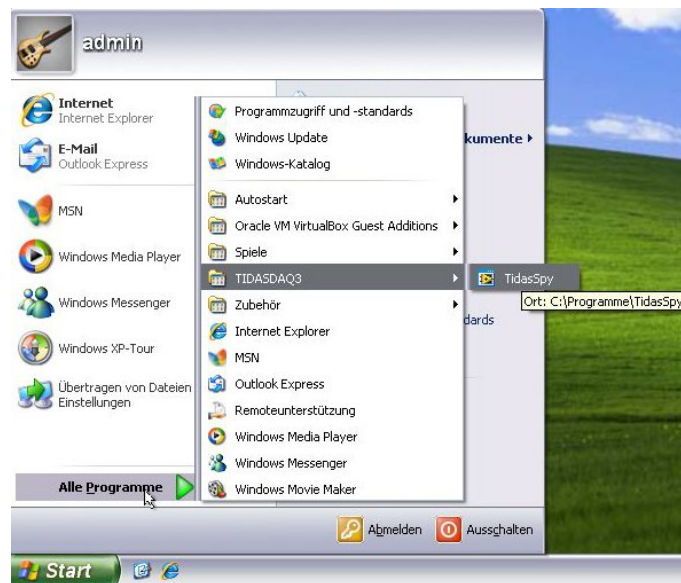 admin
Internet
Internet Explorer
E-Mail
Outlook Express
MSN
Windows Media Player
Windows Messenger
Windows XP-Tour
Übertragen von Dateien
Einstellungen
Alle Programme
Programmzugriff und -standards
Windows Update
Windows-Katalog
Autostart
Oracle VM VirtualBox Guest Additions
Spiele
TIDASDAQ3
Zubehör
Internet Explorer
MSN
Outlook Express
Remoteunterstützung
Windows Media Player
Windows Messenger
Windows Movie Maker
kumente
dards
TidasSpy
Ort: C:\Programme\TidasSpy
Abmelden
Ausschalten
Start